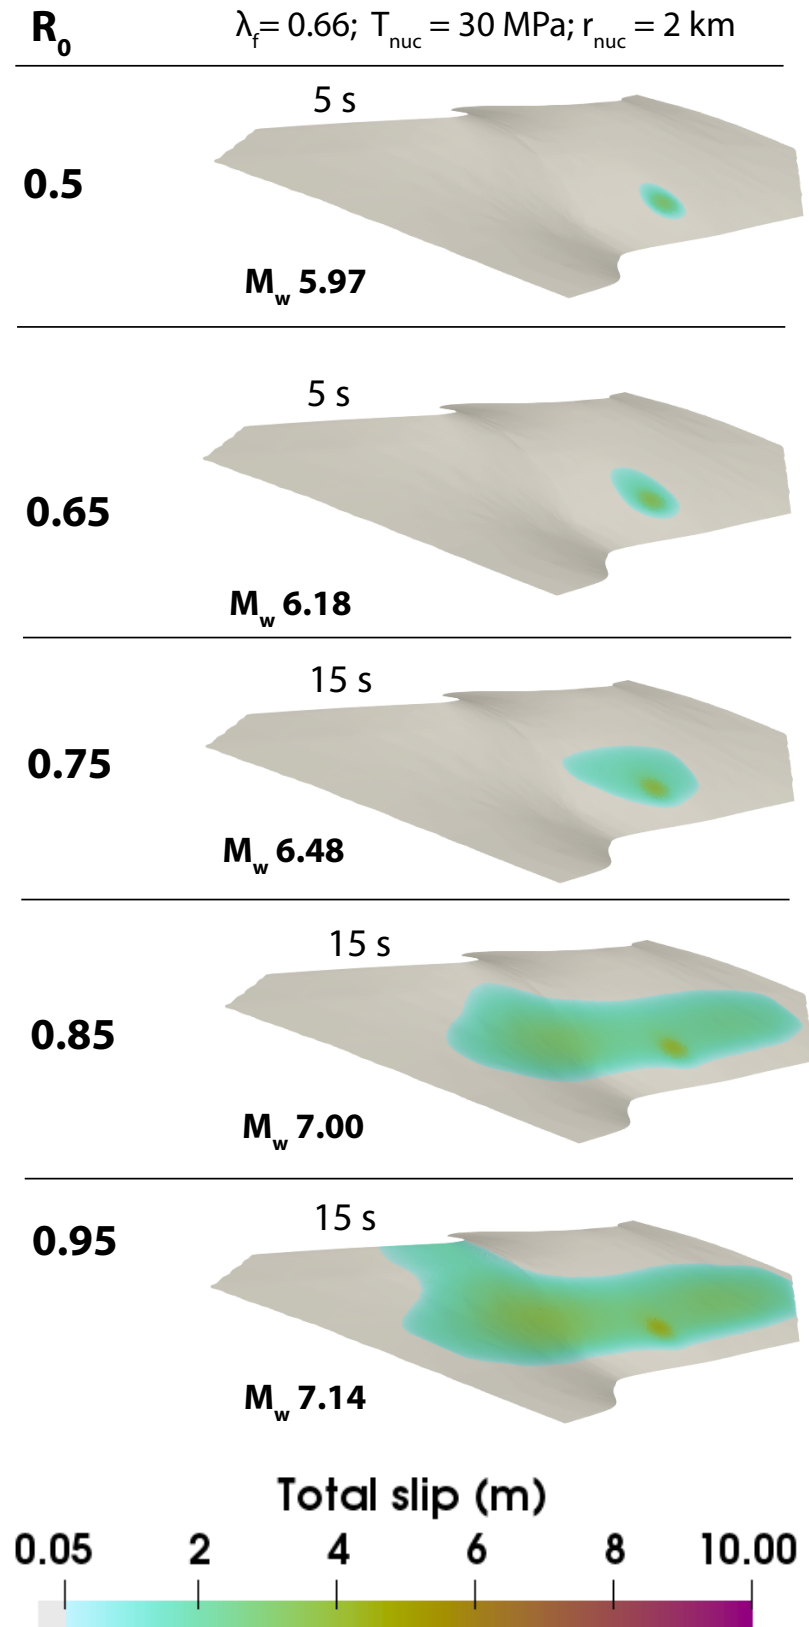 R₀ λf= 0.66; Tnuc = 30 MPa; rnuc = 2 km
5 s
0.5
Mw 5.97
5 s
0.65
Mw 6.18
15 s
0.75
Mw 6.48
15 s
0.85
Mw 7.00
15 s
0.95
Mw 7.14
Total slip (m)
0.05 2 4 6 8 10.00